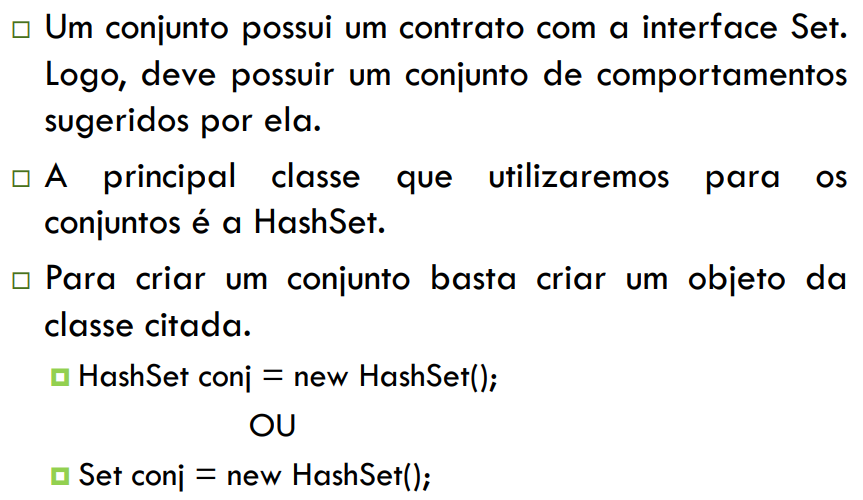 Um conjunto possui um contrato com a interface Set.
Logo, deve possuir um conjunto de comportamentos
sugeridos por ela.
A principal classe que utilizaremos para os
conjuntos é a HashSet.
Para criar um conjunto basta criar um objeto da
classe citada.
HashSet conj = new HashSet();
OU
Set conj = new HashSet();